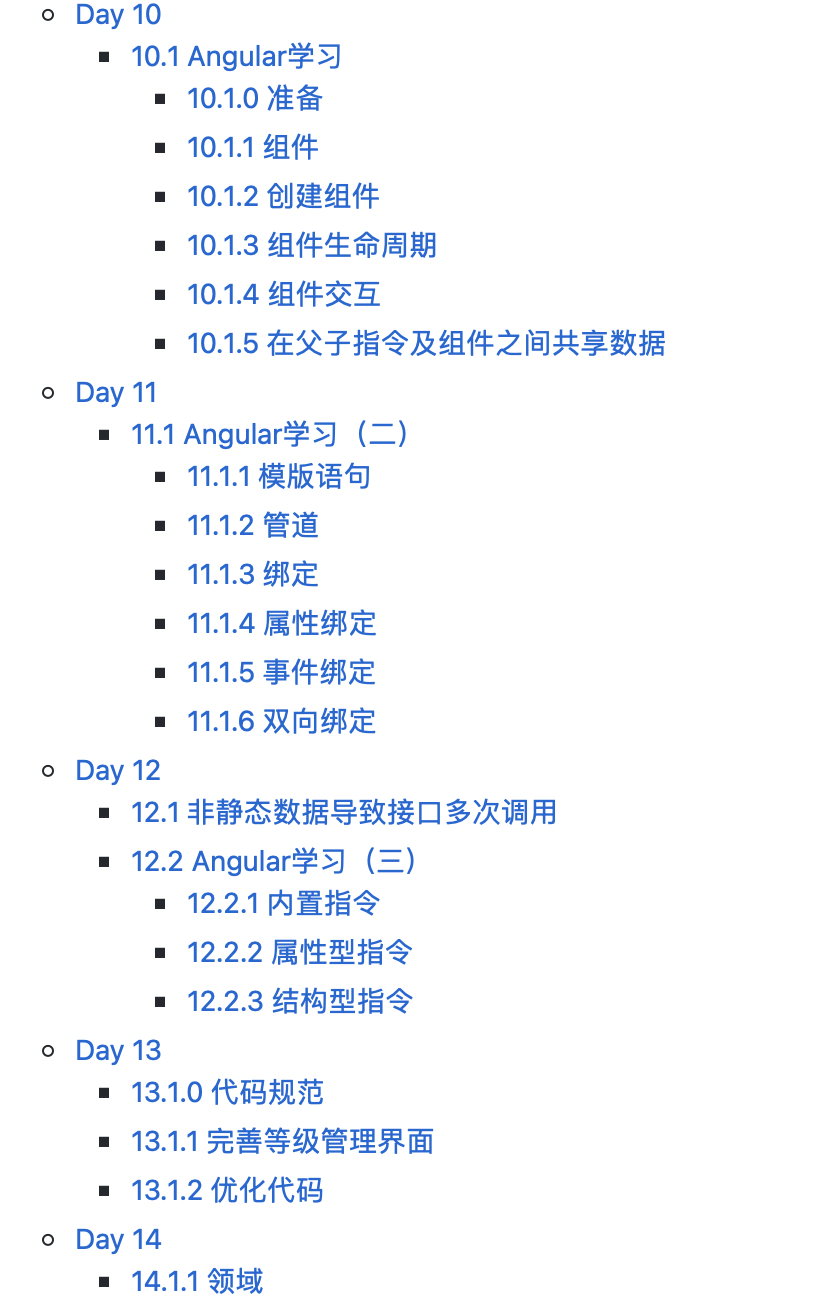 Day 10
10.1 Angular学习
10.1.0 准备
10.1.1 组件
10.1.2 创建组件
10.1.3 组件生命周期
10.1.4 组件交互
10.1.5 在父子指令及组件之间共享数据
Day 11
11.1 Angular学习（二）
11.1.1 模版语句
11.1.2 管道
11.1.3 绑定
11.1.4 属性绑定
11.1.5 事件绑定
11.1.6 双向绑定
Day 12
12.1 非静态数据导致接口多次调用
12.2 Angular学习（三）
12.2.1 内置指令
12.2.2 属性型指令
12.2.3 结构型指令
Day 13
13.1.0 代码规范
13.1.1 完善等级管理界面
13.1.2 优化代码
Day 14
14.1.1 领域